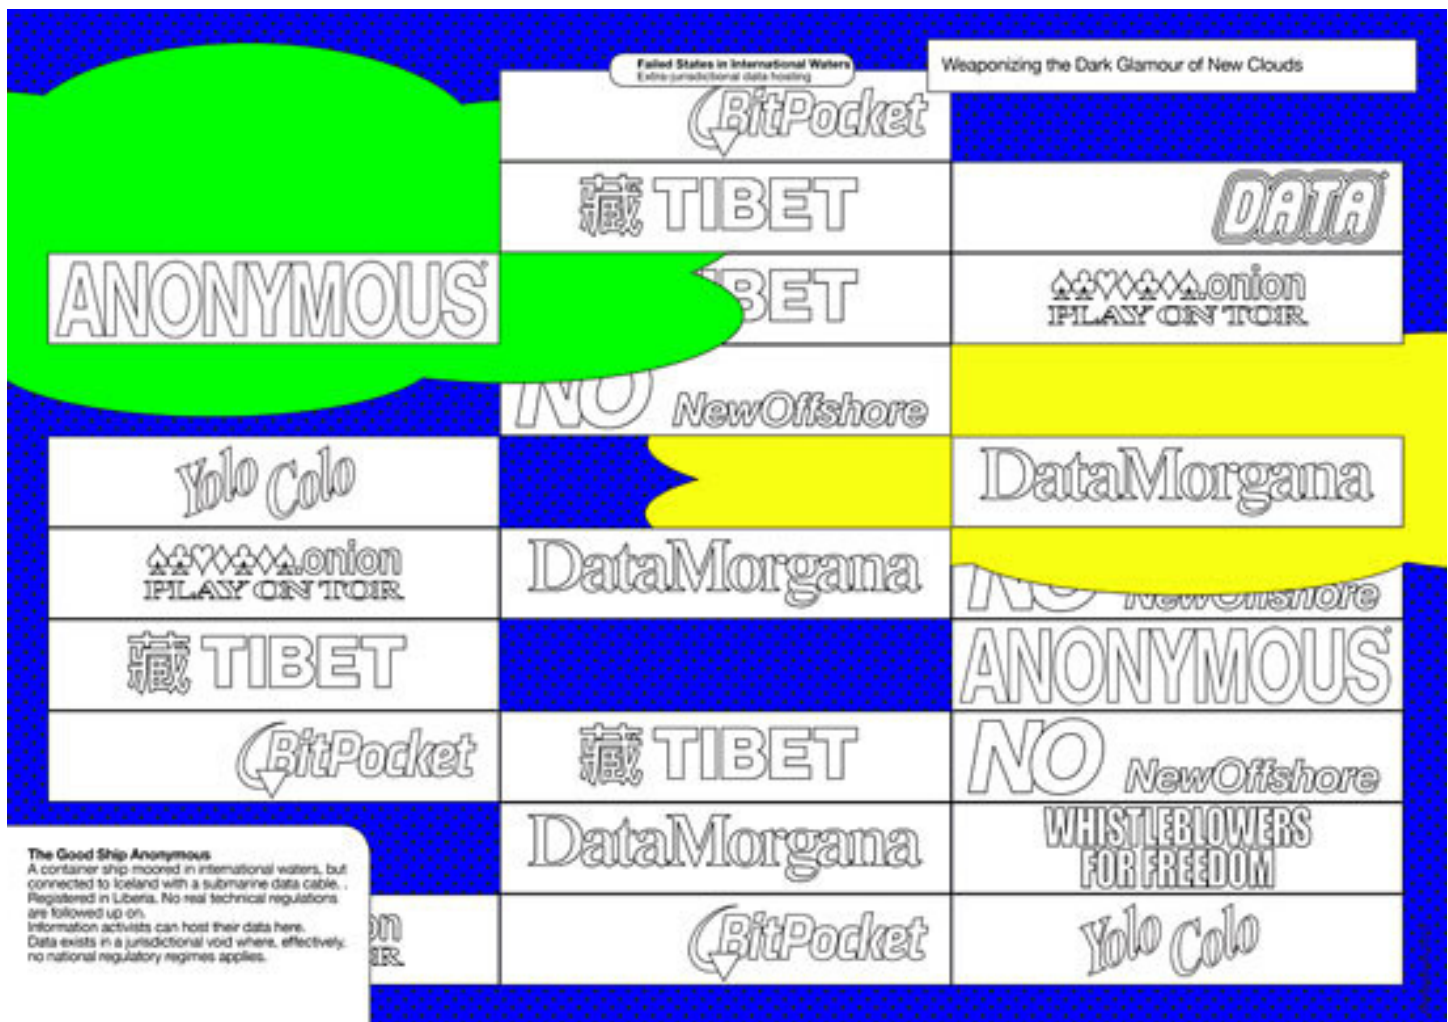 Failed States in International Waters
Extra-jurisdictional data hosting
Weaponizing the Dark Glamour of New Clouds
BitPocket
藏 TIBET
DATA
ANONYMOUS
BET
.onion
PLAY ON TOR
NO NewOffshore
Yolo Colo
DataMorgana
.onion
PLAY ON TOR
DataMorgana
NO NewOffshore
藏 TIBET
ANONYMOUS
BitPocket
藏 TIBET
NO NewOffshore
DataMorgana
WHISTLEBLOWERS
FOR FREEDOM
The Good Ship Anonymous
A container ship moored in international waters, but
connected to Iceland with a submarine data cable. .
Registered in Liberia. No real technical regulations
are followed up on.
Information activists can host their data here.
Data exists in a jurisdictional void where, effectively,
no national regulatory regimes applies.
on
R
BitPocket
Yolo Colo